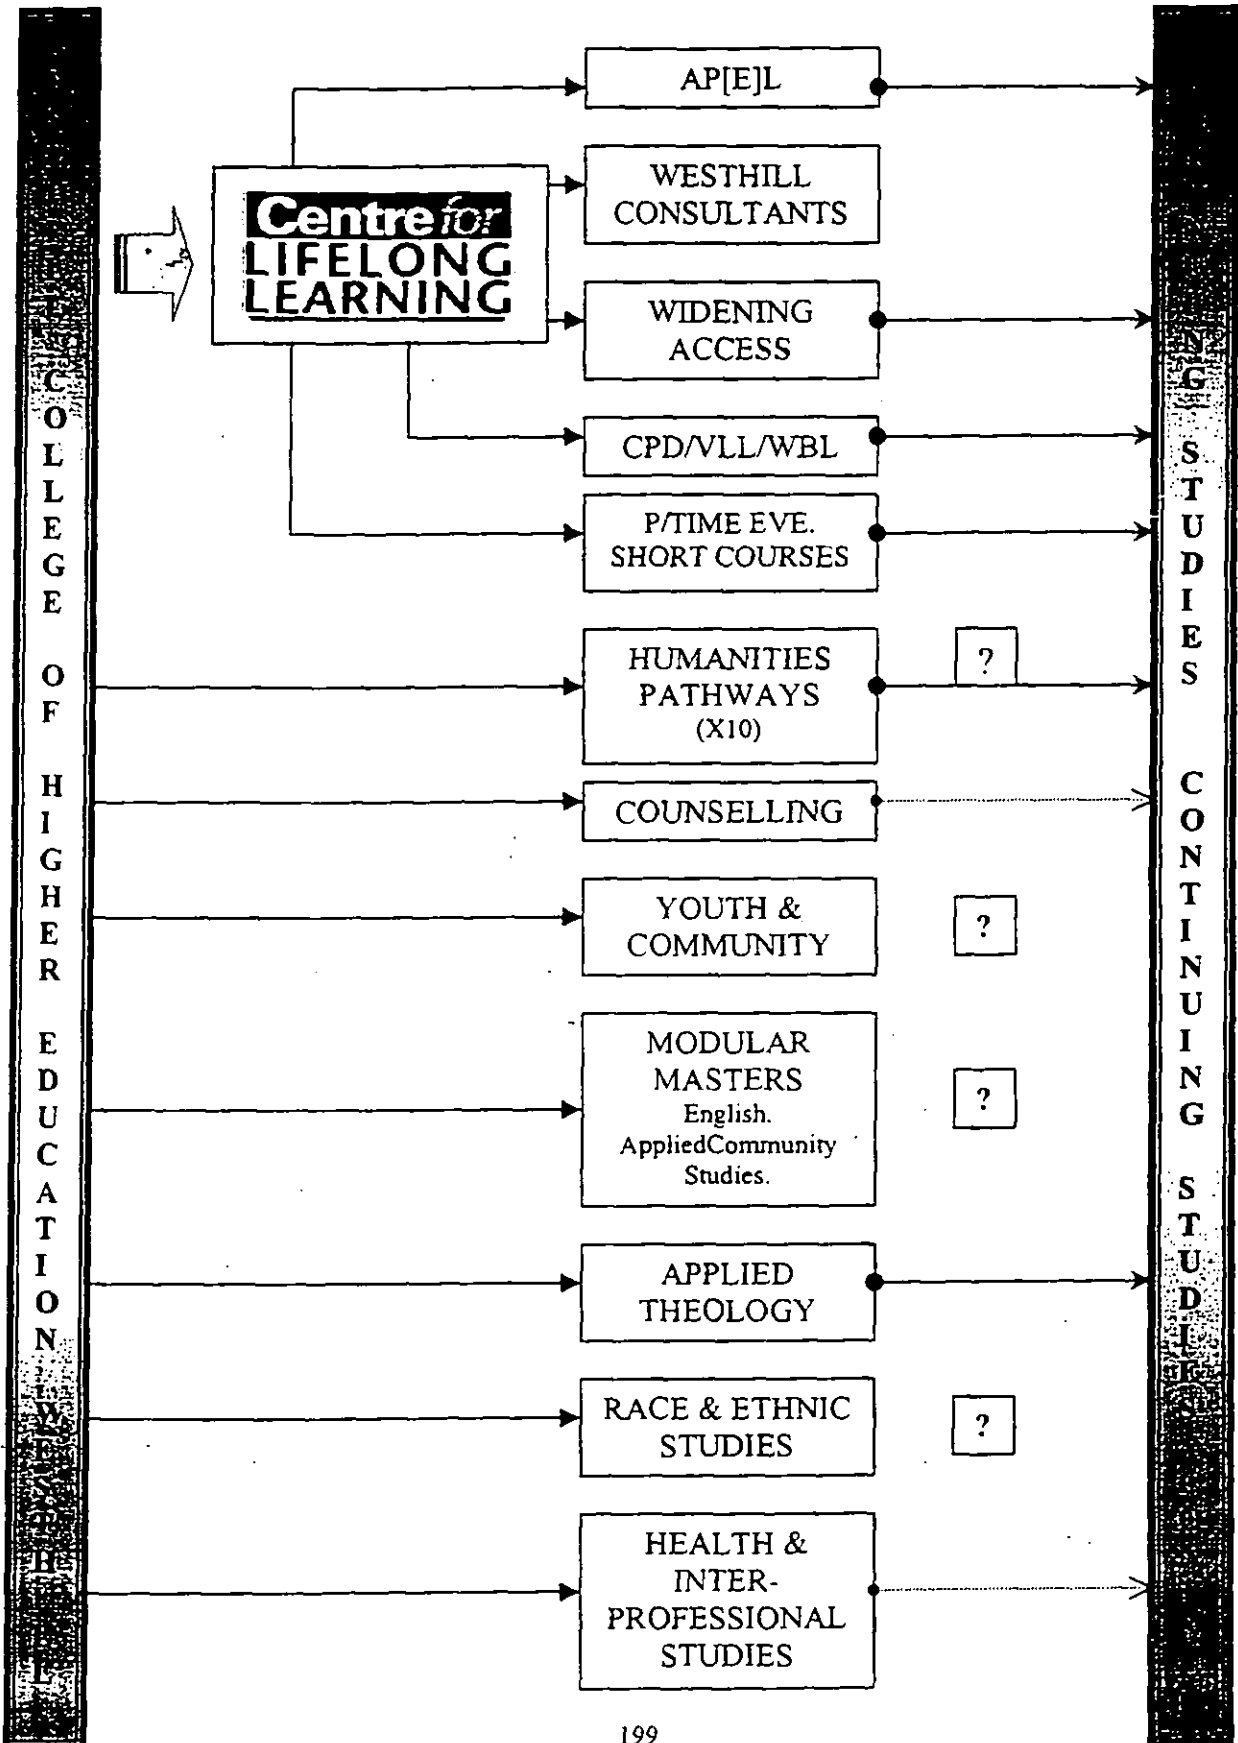 AP[E]L
WESTHILL
CONSULTANTS
Centre for
LIFELONG
LEARNING
WIDENING
ACCESS
CPD/VLL/WBL
P/TIME EVE.
SHORT COURSES
HUMANITIES
PATHWAYS
(X10)
?
COUNSELLING
YOUTH &
COMMUNITY
?
MODULAR
MASTERS
English.
AppliedCommunity
Studies.
?
APPLIED
THEOLOGY
RACE & ETHNIC
STUDIES
?
HEALTH &
INTER-
PROFESSIONAL
STUDIES
COLLEGE OF HIGHER EDUCATION WESTHILL
STUDIES CONTINUING STUDIES
199